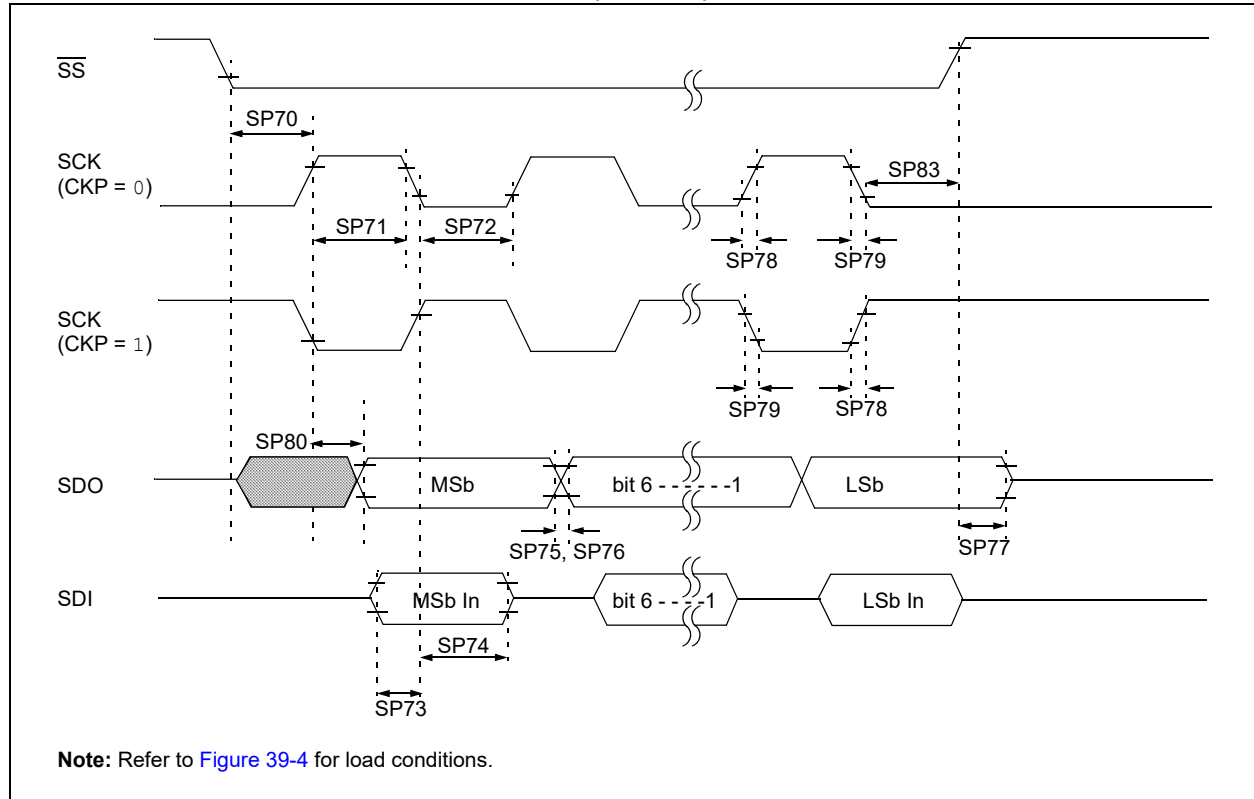 SS
SP70
SCK
(CKP = 0)
SP83
SP71
SP72
SP78
SP79
SCK
(CKP = 1)
SP79
SP78
SP80
SDO
MSb
bit 6 - - - - - -1
LSb
SP75, SP76
SP77
SDI
MSb In
bit 6 - - - - -1
LSb In
SP74
SP73
Note: Refer to Figure 39-4 for load conditions.